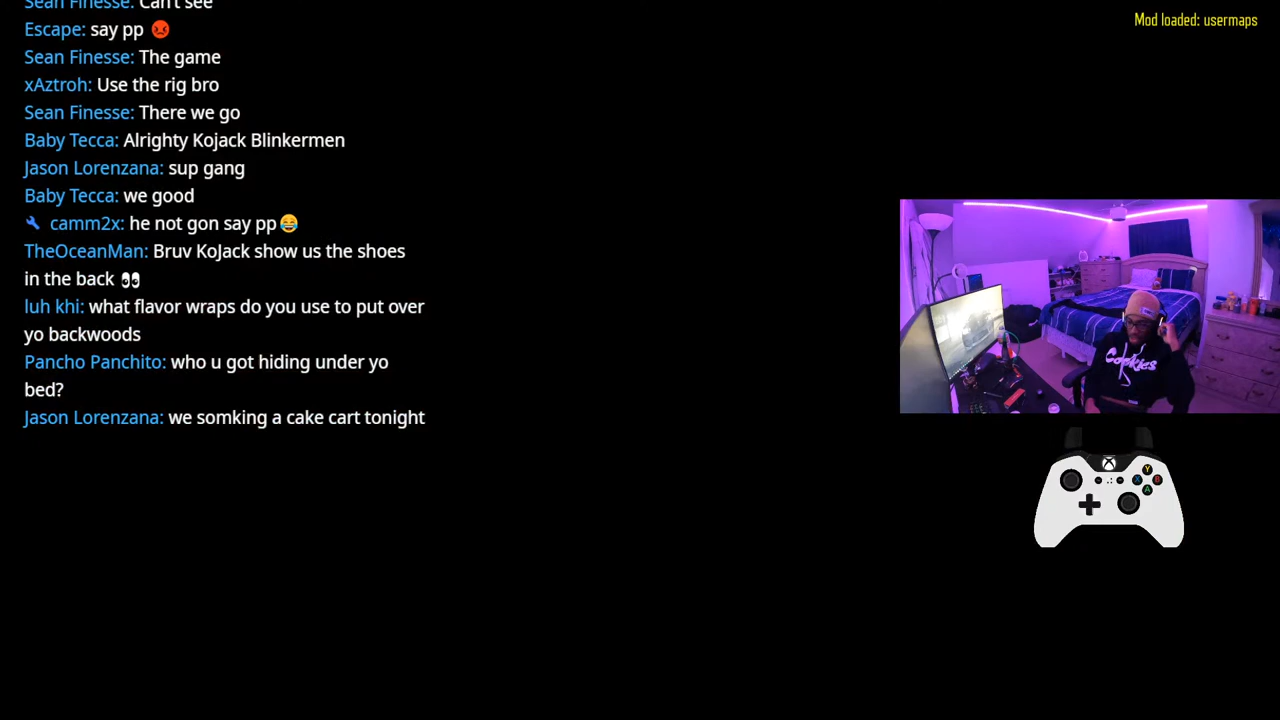 Sean Finesse: Can't see
Mod loaded: usermaps
Escape: say pp
Sean Finesse: The game
xAztroh: Use the rig bro
Sean Finesse: There we go
Baby Tecca: Alrighty Kojack Blinkermen
Jason Lorenzana: sup gang
Baby Tecca: we good
camm2x: he not gon say pp
TheOceanMan: Bruv KoJack show us the shoes
in the back
luh khi: what flavor wraps do you use to put over
yo backwoods
Pancho Panchito: who u got hiding under yo
bed?
Jason Lorenzana: we somking a cake cart tonight
Cookies
Y
X
B
A